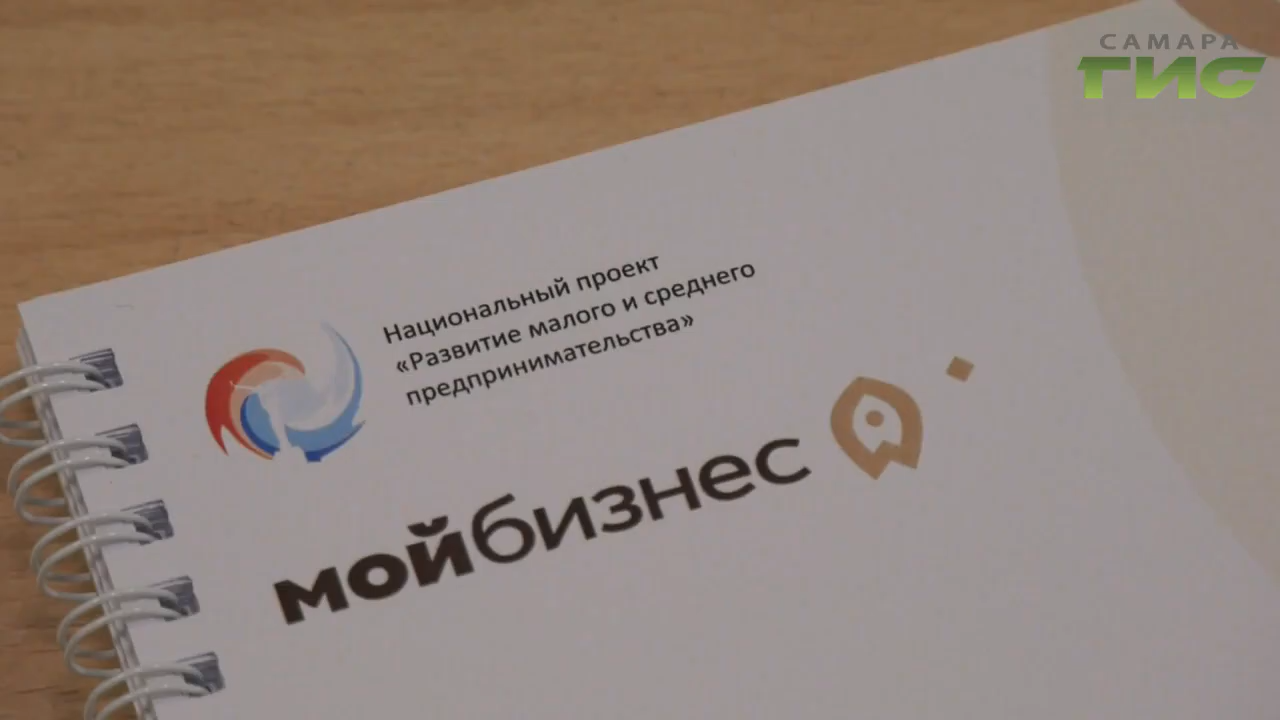 САМАРА
ГИС
Национальный проект
«Развитие малого и среднего
предпринимательства»
мойбизнес